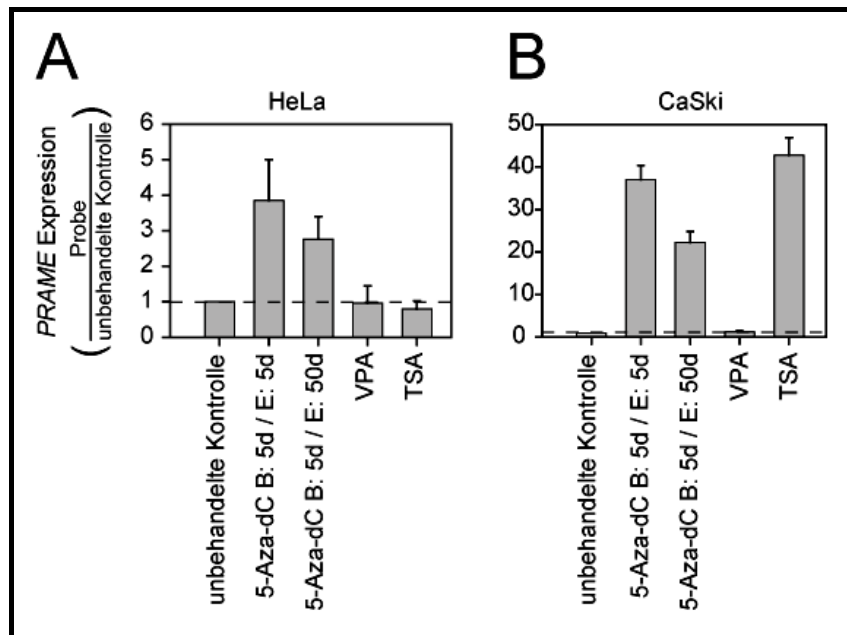 A
B
HeLa
CaSki
PRAME Expression
( Probe
unbehandelte Kontrolle )
6
5
4
3
2
1
0
50
40
30
20
10
0
unbehandelte Kontrolle
5-Aza-dC B: 5d / E: 5d
5-Aza-dC B: 5d / E: 50d
VPA
TSA
unbehandelte Kontrolle
5-Aza-dC B: 5d / E: 5d
5-Aza-dC B: 5d / E: 50d
VPA
TSA